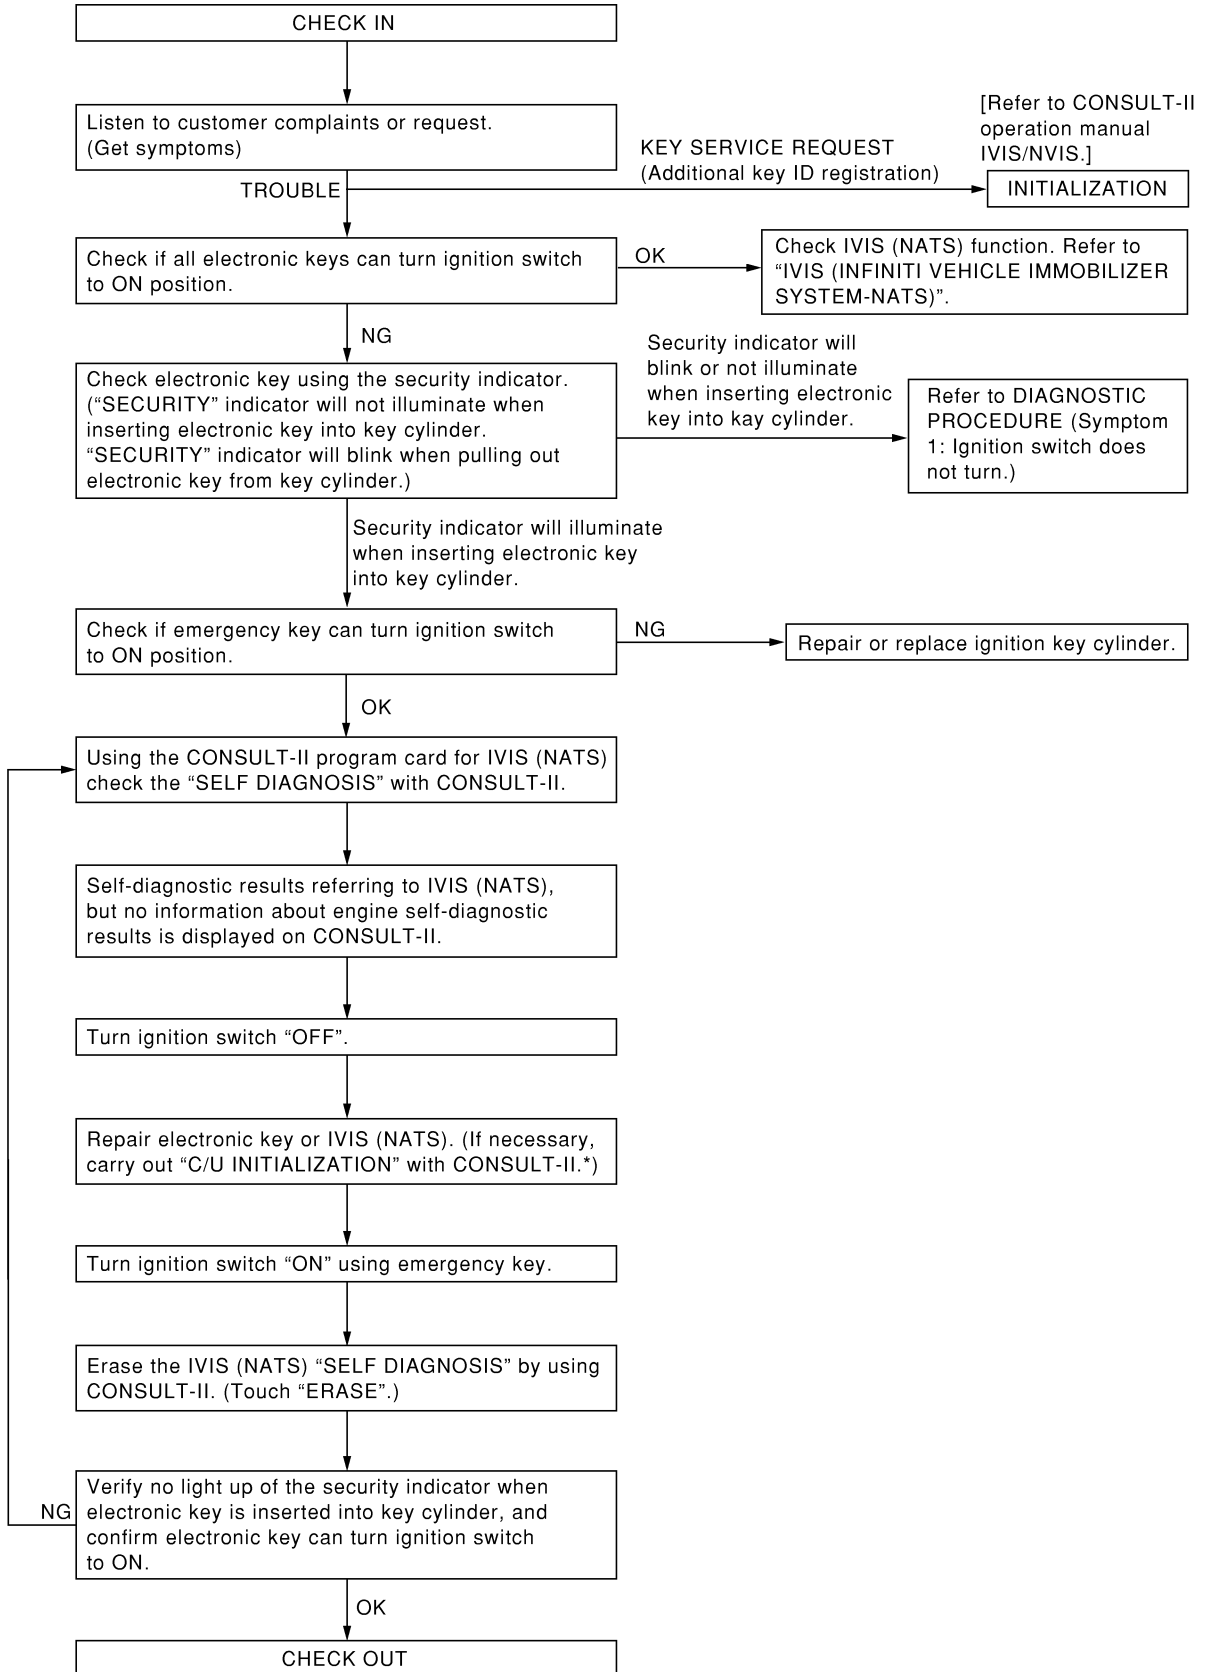 CHECK IN
Listen to customer complaints or request.
(Get symptoms)
[Refer to CONSULT-II
operation manual
IVIS/NVIS.]
KEY SERVICE REQUEST
(Additional key ID registration)
TROUBLE
INITIALIZATION
Check if all electronic keys can turn ignition switch
to ON position.
OK
Check IVIS (NATS) function. Refer to
“IVIS (INFINITI VEHICLE IMMOBILIZER
SYSTEM-NATS)”.
NG
Check electronic key using the security indicator.
(“SECURITY” indicator will not illuminate when
inserting electronic key into key cylinder.
“SECURITY” indicator will blink when pulling out
electronic key from key cylinder.)
Security indicator will
blink or not illuminate
when inserting electronic
key into kay cylinder.
Refer to DIAGNOSTIC
PROCEDURE (Symptom
1: Ignition switch does
not turn.)
Security indicator will illuminate
when inserting electronic key
into key cylinder.
Check if emergency key can turn ignition switch
to ON position.
NG
Repair or replace ignition key cylinder.
OK
Using the CONSULT-II program card for IVIS (NATS)
check the “SELF DIAGNOSIS” with CONSULT-II.
Self-diagnostic results referring to IVIS (NATS),
but no information about engine self-diagnostic
results is displayed on CONSULT-II.
Turn ignition switch “OFF”.
Repair electronic key or IVIS (NATS). (If necessary,
carry out “C/U INITIALIZATION” with CONSULT-II.*)
Turn ignition switch “ON” using emergency key.
Erase the IVIS (NATS) “SELF DIAGNOSIS” by using
CONSULT-II. (Touch “ERASE”.)
Verify no light up of the security indicator when
electronic key is inserted into key cylinder, and
confirm electronic key can turn ignition switch
to ON.
NG
OK
CHECK OUT